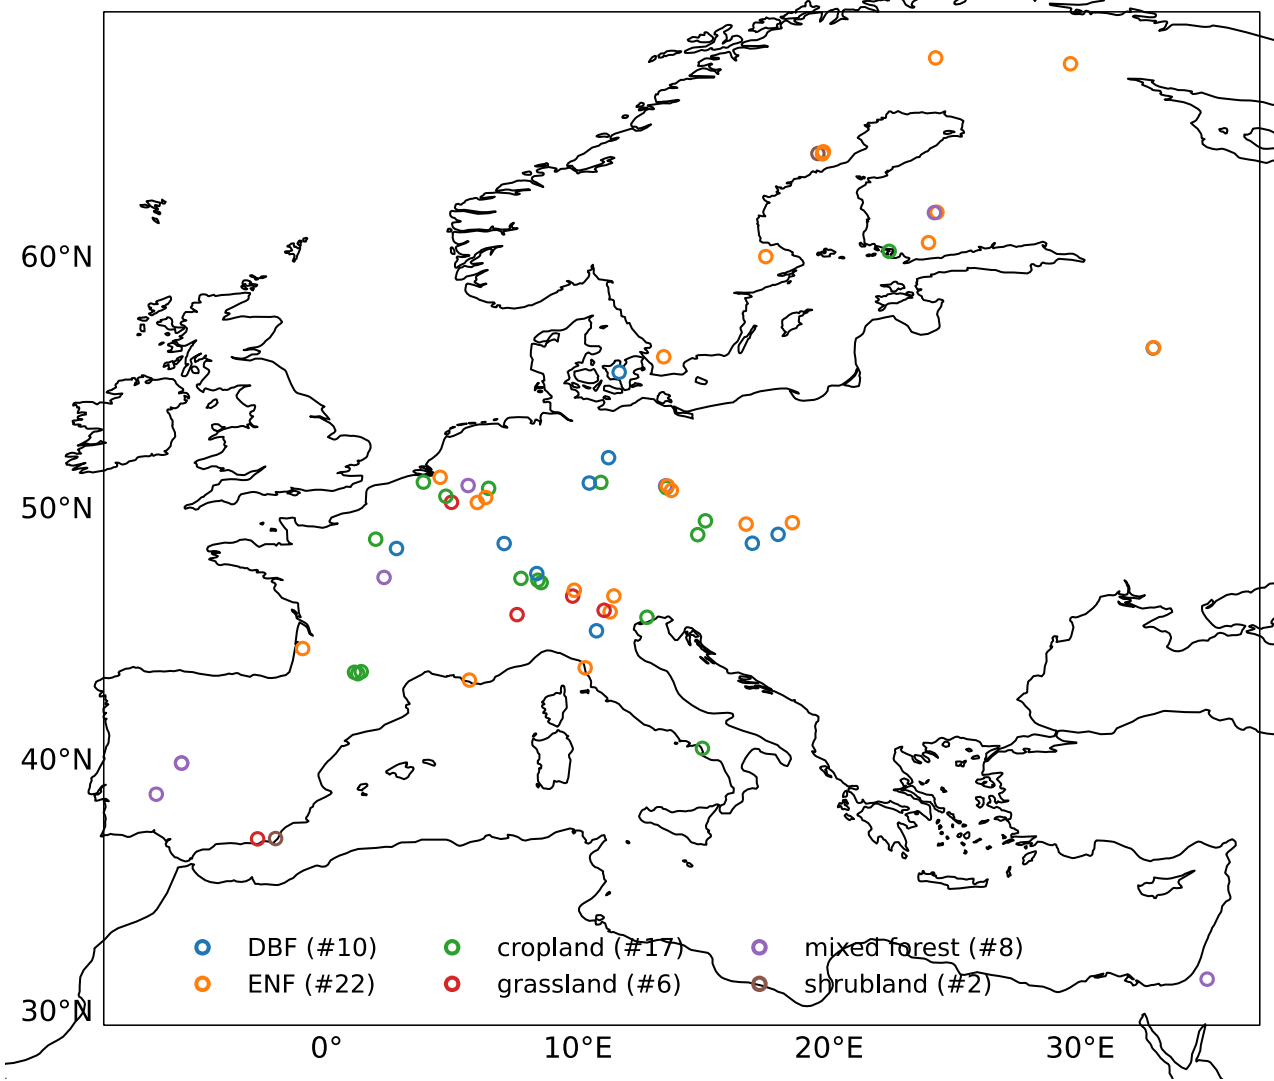 60°N
50°N
40°N
30°N
DBF (#10) cropland (#17) mixed forest (#8)
ENF (#22) grassland (#6) shrubland (#2)
0° 10°E 20°E 30°E